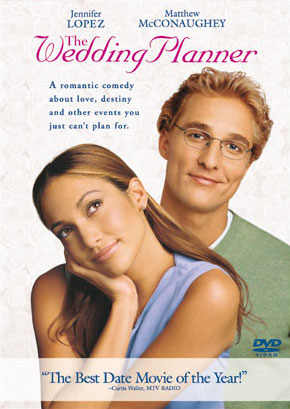 Jennifer Matthew
LOPEZ McCONAUGHEY
The
Wedding Planner
A romantic comedy
about love, destiny
and other events you
just can't plan for.
DVD
VIDEO
"The Best Date Movie of the Year!"
–Curtis Waller, MTV RADIO